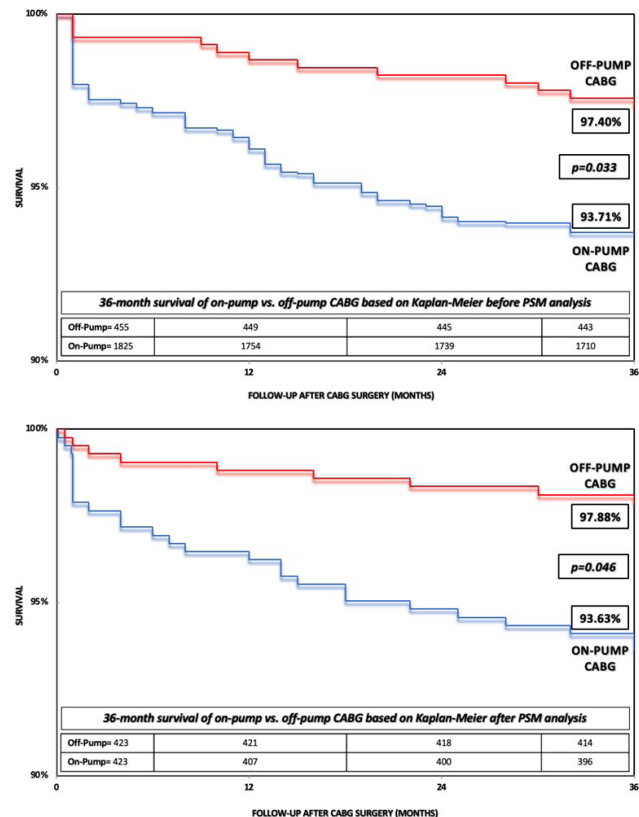 100%
OFF-PUMP
CABG
97.40%
p=0.033
95%
SURVIVAL
93.71%
ON-PUMP
CABG
36-month survival of on-pump vs. off-pump CABG based on Kaplan-Meier before PSM analysis
Off-Pump= 455 449 445 443
On-Pump= 1825 1754 1739 1710
90%
0 12 24 36
FOLLOW-UP AFTER CABG SURGERY (MONTHS)
100%
OFF-PUMP
CABG
97.88%
p=0.046
95%
SURVIVAL
93.63%
ON-PUMP
CABG
36-month survival of on-pump vs. off-pump CABG based on Kaplan-Meier after PSM analysis
Off-Pump= 423 421 418 414
On-Pump= 423 407 400 396
90%
0 12 24 36
FOLLOW-UP AFTER CABG SURGERY (MONTHS)